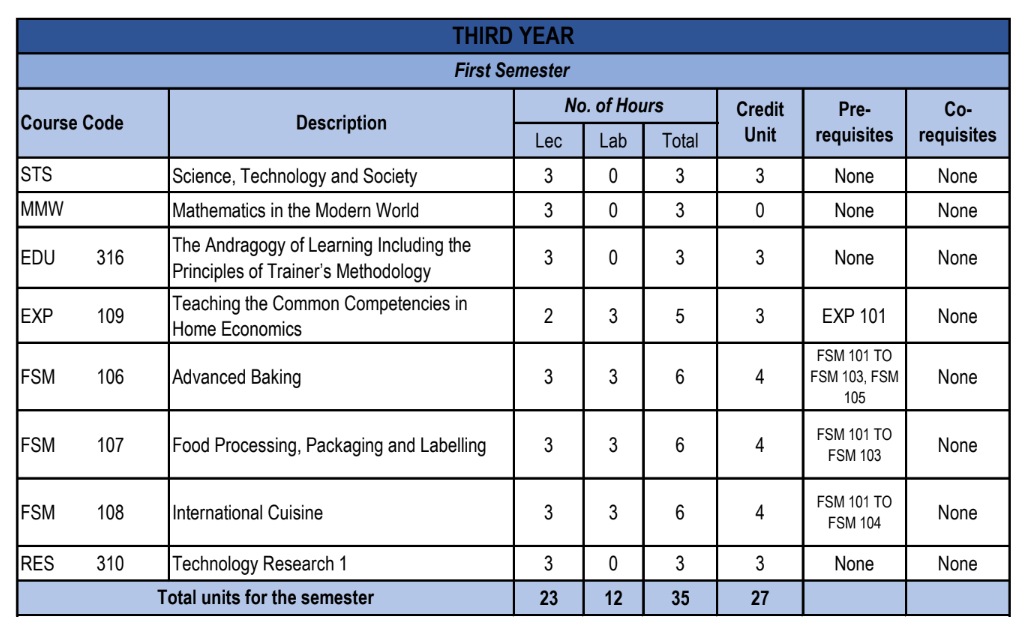 THIRD YEAR
First Semester
Course Code Description No. of Hours Credit Unit Pre-requisites Co-requisites
Lec Lab Total
STS Science, Technology and Society 3 0 3 3 None None
MMW Mathematics in the Modern World 3 0 3 0 None None
EDU 316 The Andragogy of Learning Including the
Principles of Trainer's Methodology 3 0 3 3 None None
EXP 109 Teaching the Common Competencies in
Home Economics 2 3 5 3 EXP 101 None
FSM 106 Advanced Baking 3 3 6 4 FSM 101 TO
FSM 103, FSM
105 None
FSM 107 Food Processing, Packaging and Labelling 3 3 6 4 FSM 101 TO
FSM 103 None
FSM 108 International Cuisine 3 3 6 4 FSM 101 TO
FSM 104 None
RES 310 Technology Research 1 3 0 3 3 None None
Total units for the semester 23 12 35 27